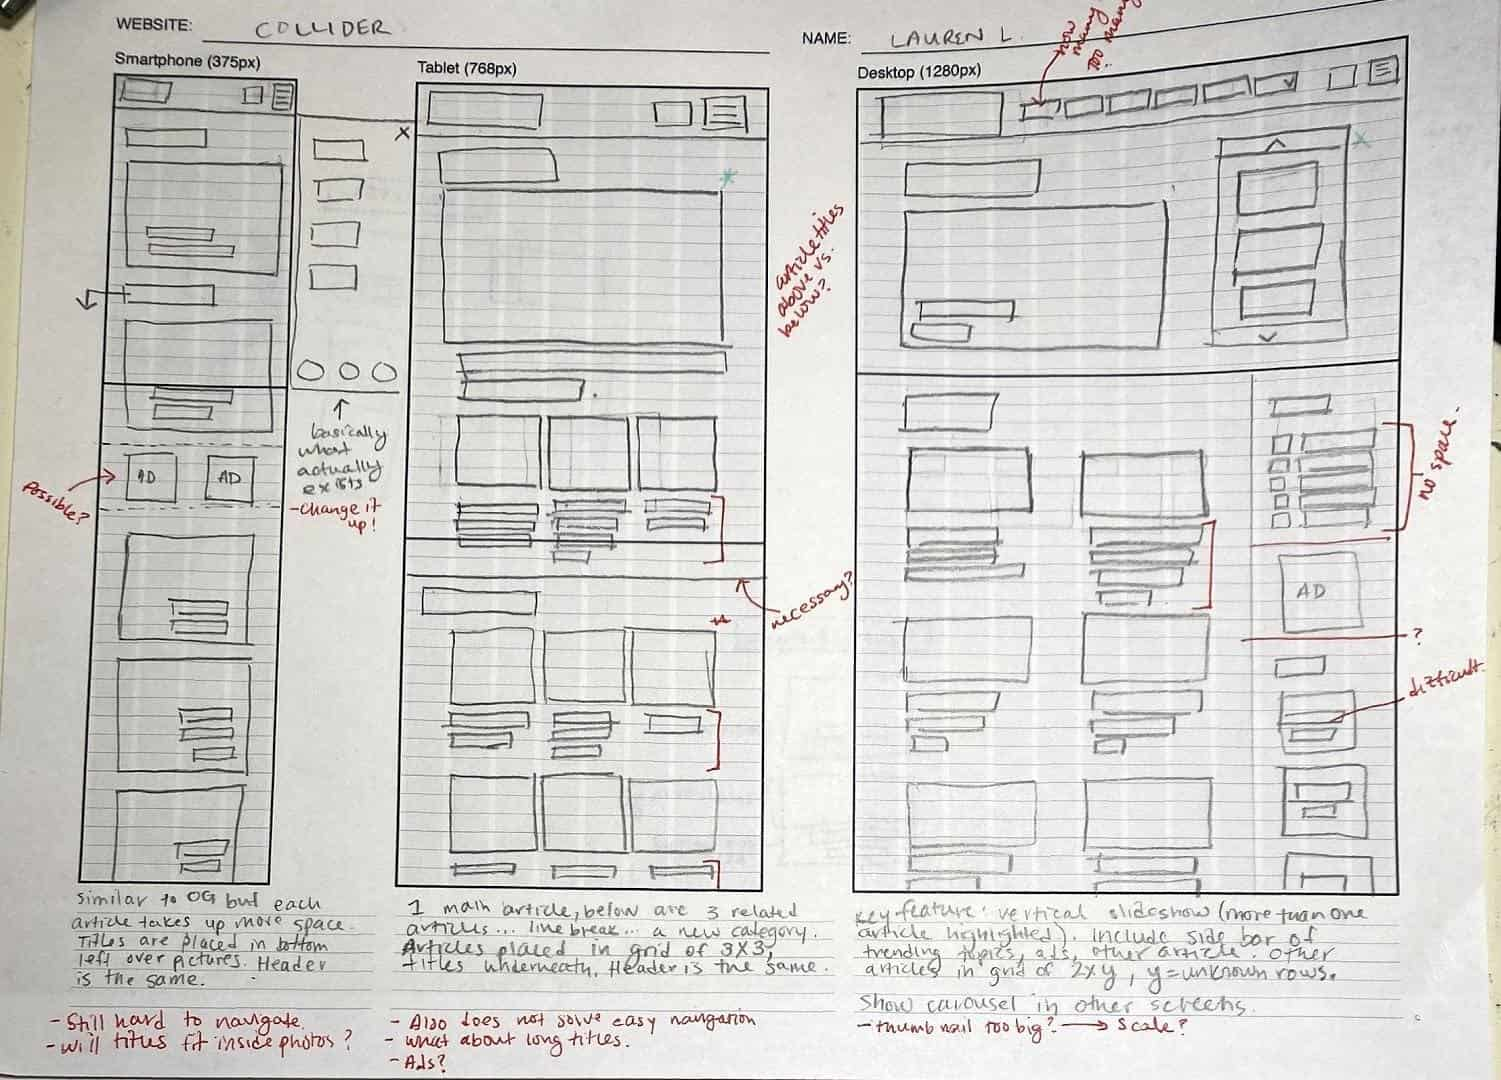 WEBSITE: COLLIDER
NAME: LAUREN L.
how
many
too many
?
Smartphone (375px)
Tablet (768px)
Desktop (1280px)
article titles
above vs.
below?
basically
what
actually
exists
- change it
up!
Possible?
AD
AD
necessary?
no space.
AD
?
difficult
similar to OG but each
article takes up more space.
Titles are placed in bottom
left over pictures. Header
is the same.
- Still hard to navigate.
- will titles fit inside photos?
1 main article, below are 3 related
articles... line break... a new category.
Articles placed in grid of 3x3,
titles underneath. Header is the same.
- Also does not solve easy navigation
- what about long titles.
- Ads?
key feature: vertical slideshow (more than one
article highlighted). Include side bar of
trending topics, ads, other article. Other
articles in grid of 2xy, y=unknown rows.
Show carousel in other screens.
- thumbnail too big? → Scale?